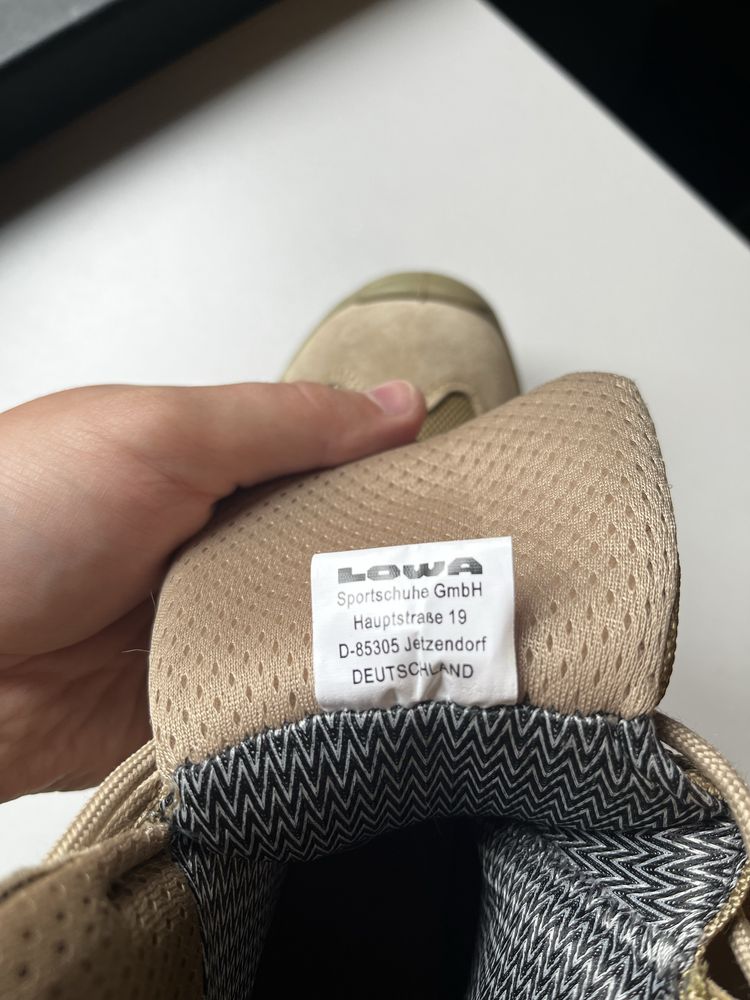 LOWA
Sportschuhe GmbH
Hauptstraße 19
D-85305 Jetzendorf
DEUTSCHLAND